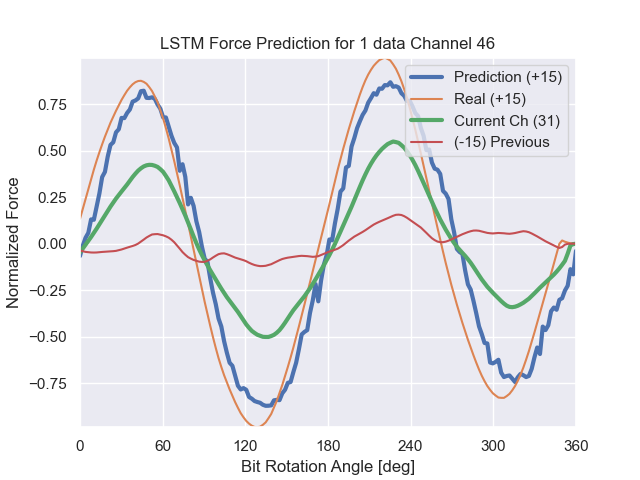 LSTM Force Prediction for 1 data Channel 46
Prediction (+15)
Real (+15)
Current Ch (31)
(-15) Previous
Normalized Force
0.75
0.50
0.25
0.00
−0.25
−0.50
−0.75
0 60 120 180 240 300 360
Bit Rotation Angle [deg]